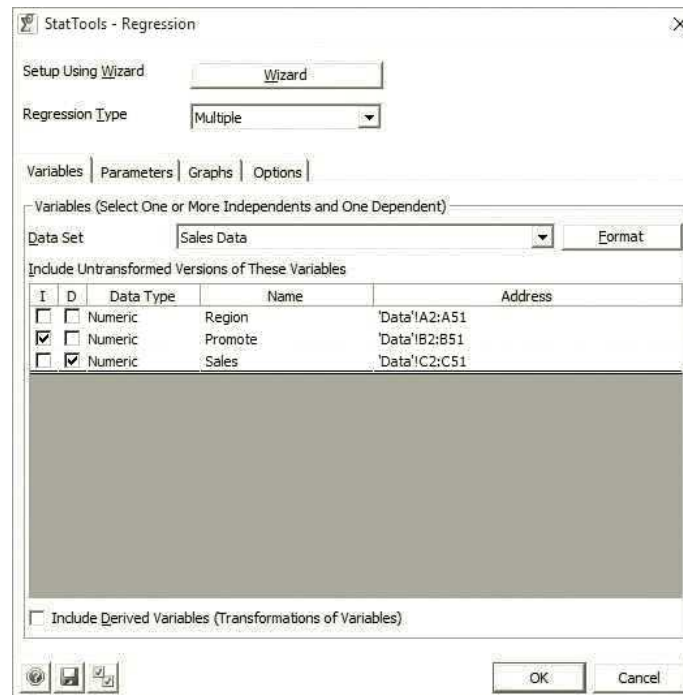 StatTools - Regression
Setup Using Wizard
Wizard
Regression Type
Multiple
Variables Parameters Graphs Options
Variables (Select One or More Independents and One Dependent)
Data Set
Sales Data
Format
Include Untransformed Versions of These Variables
I D Data Type Name Address
Numeric Region 'Data'!A2:A51
Numeric Promote 'Data'!B2:B51
Numeric Sales 'Data'!C2:C51
Include Derived Variables (Transformations of Variables)
OK Cancel